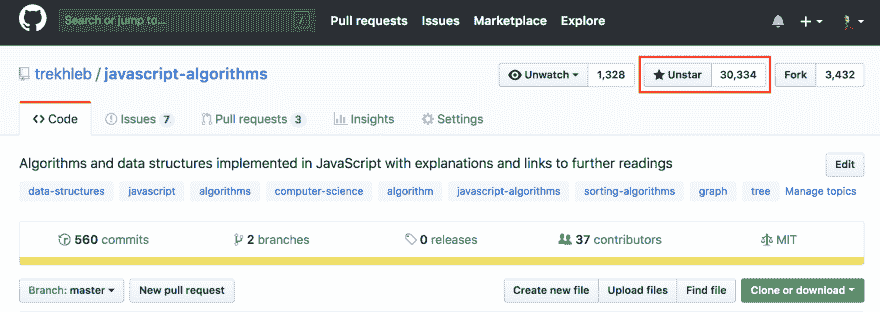 Search or jump to... / Pull requests Issues Marketplace Explore
trekhleb / javascript-algorithms Unwatch 1,328 Unstar 30,334 Fork 3,432
Code Issues 7 Pull requests 3 Insights Settings
Algorithms and data structures implemented in JavaScript with explanations and links to further readings Edit
data-structures javascript algorithms computer-science algorithm javascript-algorithms sorting-algorithms graph tree Manage topics
560 commits 2 branches 0 releases 37 contributors MIT
Branch: master New pull request Create new file Upload files Find file Clone or download